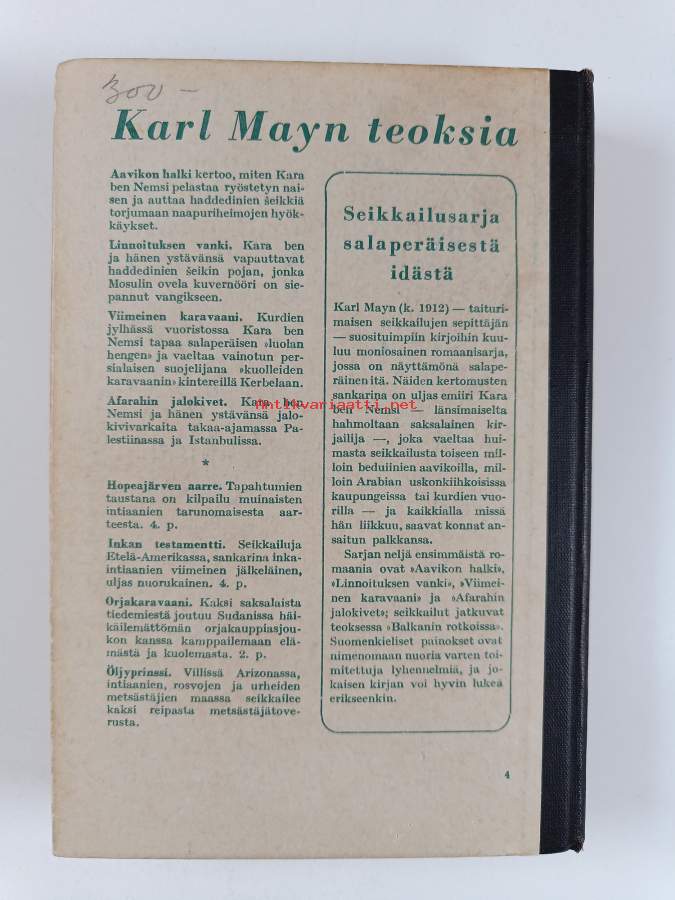 300 –
Karl Mayn teoksia
Aavikon halki kertoo, miten Kara
ben Nemsi pelastaa ryöstetyn nai-
sen ja auttaa haddedinien šeikkiä
torjumaan naapuriheimojen hyök-
käykset.
Linnoituksen vanki. Kara ben
ja hänen ystävänsä vapauttavat
haddedinien šeikin pojan, jonka
Mosulin ovela kuvernööri on sie-
pannut vangikseen.
Viimeinen karavaani. Kurdien
jylhässä vuoristossa Kara ben
Nemsi tapaa salaperäisen »luolan
hengen» ja vaeltaa vainotun per-
sialaisen suojelijana »kuolleiden
karavaanin» kintereillä Kerbelaan.
Afarahin jalokivet. Kara ben
Nemsi ja hänen ystävänsä jalo-
kivivarkaita takaa-ajamassa Pa-
lestiinassa ja Istanbulissa.
*
Hopeajärven aarre. Tapahtumien
taustana on kilpailu muinaisten
intiaanien tarunomaisesta aar-
teesta. 4. p.
Inkan testamentti. Seikkailuja
Etelä-Amerikassa, sankarina inka-
intiaanien viimeinen jälkeläinen,
uljas nuorukainen. 4. p.
Orjakaravaani. Kaksi saksalaista
tiedemiestä joutuu Sudanissa häi-
käilemättömän orjakauppiasjou-
kon kanssa kamppailemaan elä-
mästä ja kuolemasta. 2. p.
Öljyprinssi. Villissä Arizonassa,
intiaanien, rosvojen ja urheiden
metsästäjien maassa seikkailee
kaksi reipasta metsästäjätove-
rusta.
Seikkailusarja
salaperäisestä
idästä
Karl Mayn (k. 1912) — taituri-
maisen seikkailujen sepittäjän
— suosituimpiin kirjoihin kuu-
luu moniosainen romaanisarja,
jossa on näyttämönä salape-
räinen itä. Näiden kertomusten
sankarina on uljas emiiri Kara
ben Nemsi — länsimaiselta
hahmoltaan saksalainen kir-
jailija —, joka vaeltaa hui-
masta seikkailusta toiseen mil-
loin beduiinien aavikoilla, mil-
loin Arabian uskonkiihkoisissa
kaupungeissa tai kurdien vuo-
rilla — ja kaikkialla missä
hän liikkuu, saavat konnat an-
saitun palkkansa.
Sarjan neljä ensimmäistä ro-
maania ovat »Aavikon halki»,
»Linnoituksen vanki», »Viimei-
nen karavaani» ja »Afarahin
jalokivet»; seikkailut jatkuvat
teoksessa »Balkanin rotkoissa».
Suomenkieliset painokset ovat
nimenomaan nuoria varten toi-
mitettuja lyhennelmiä, ja jo-
kaisen kirjan voi hyvin lukea
erikseenkin.
4
antikvariaatti.net